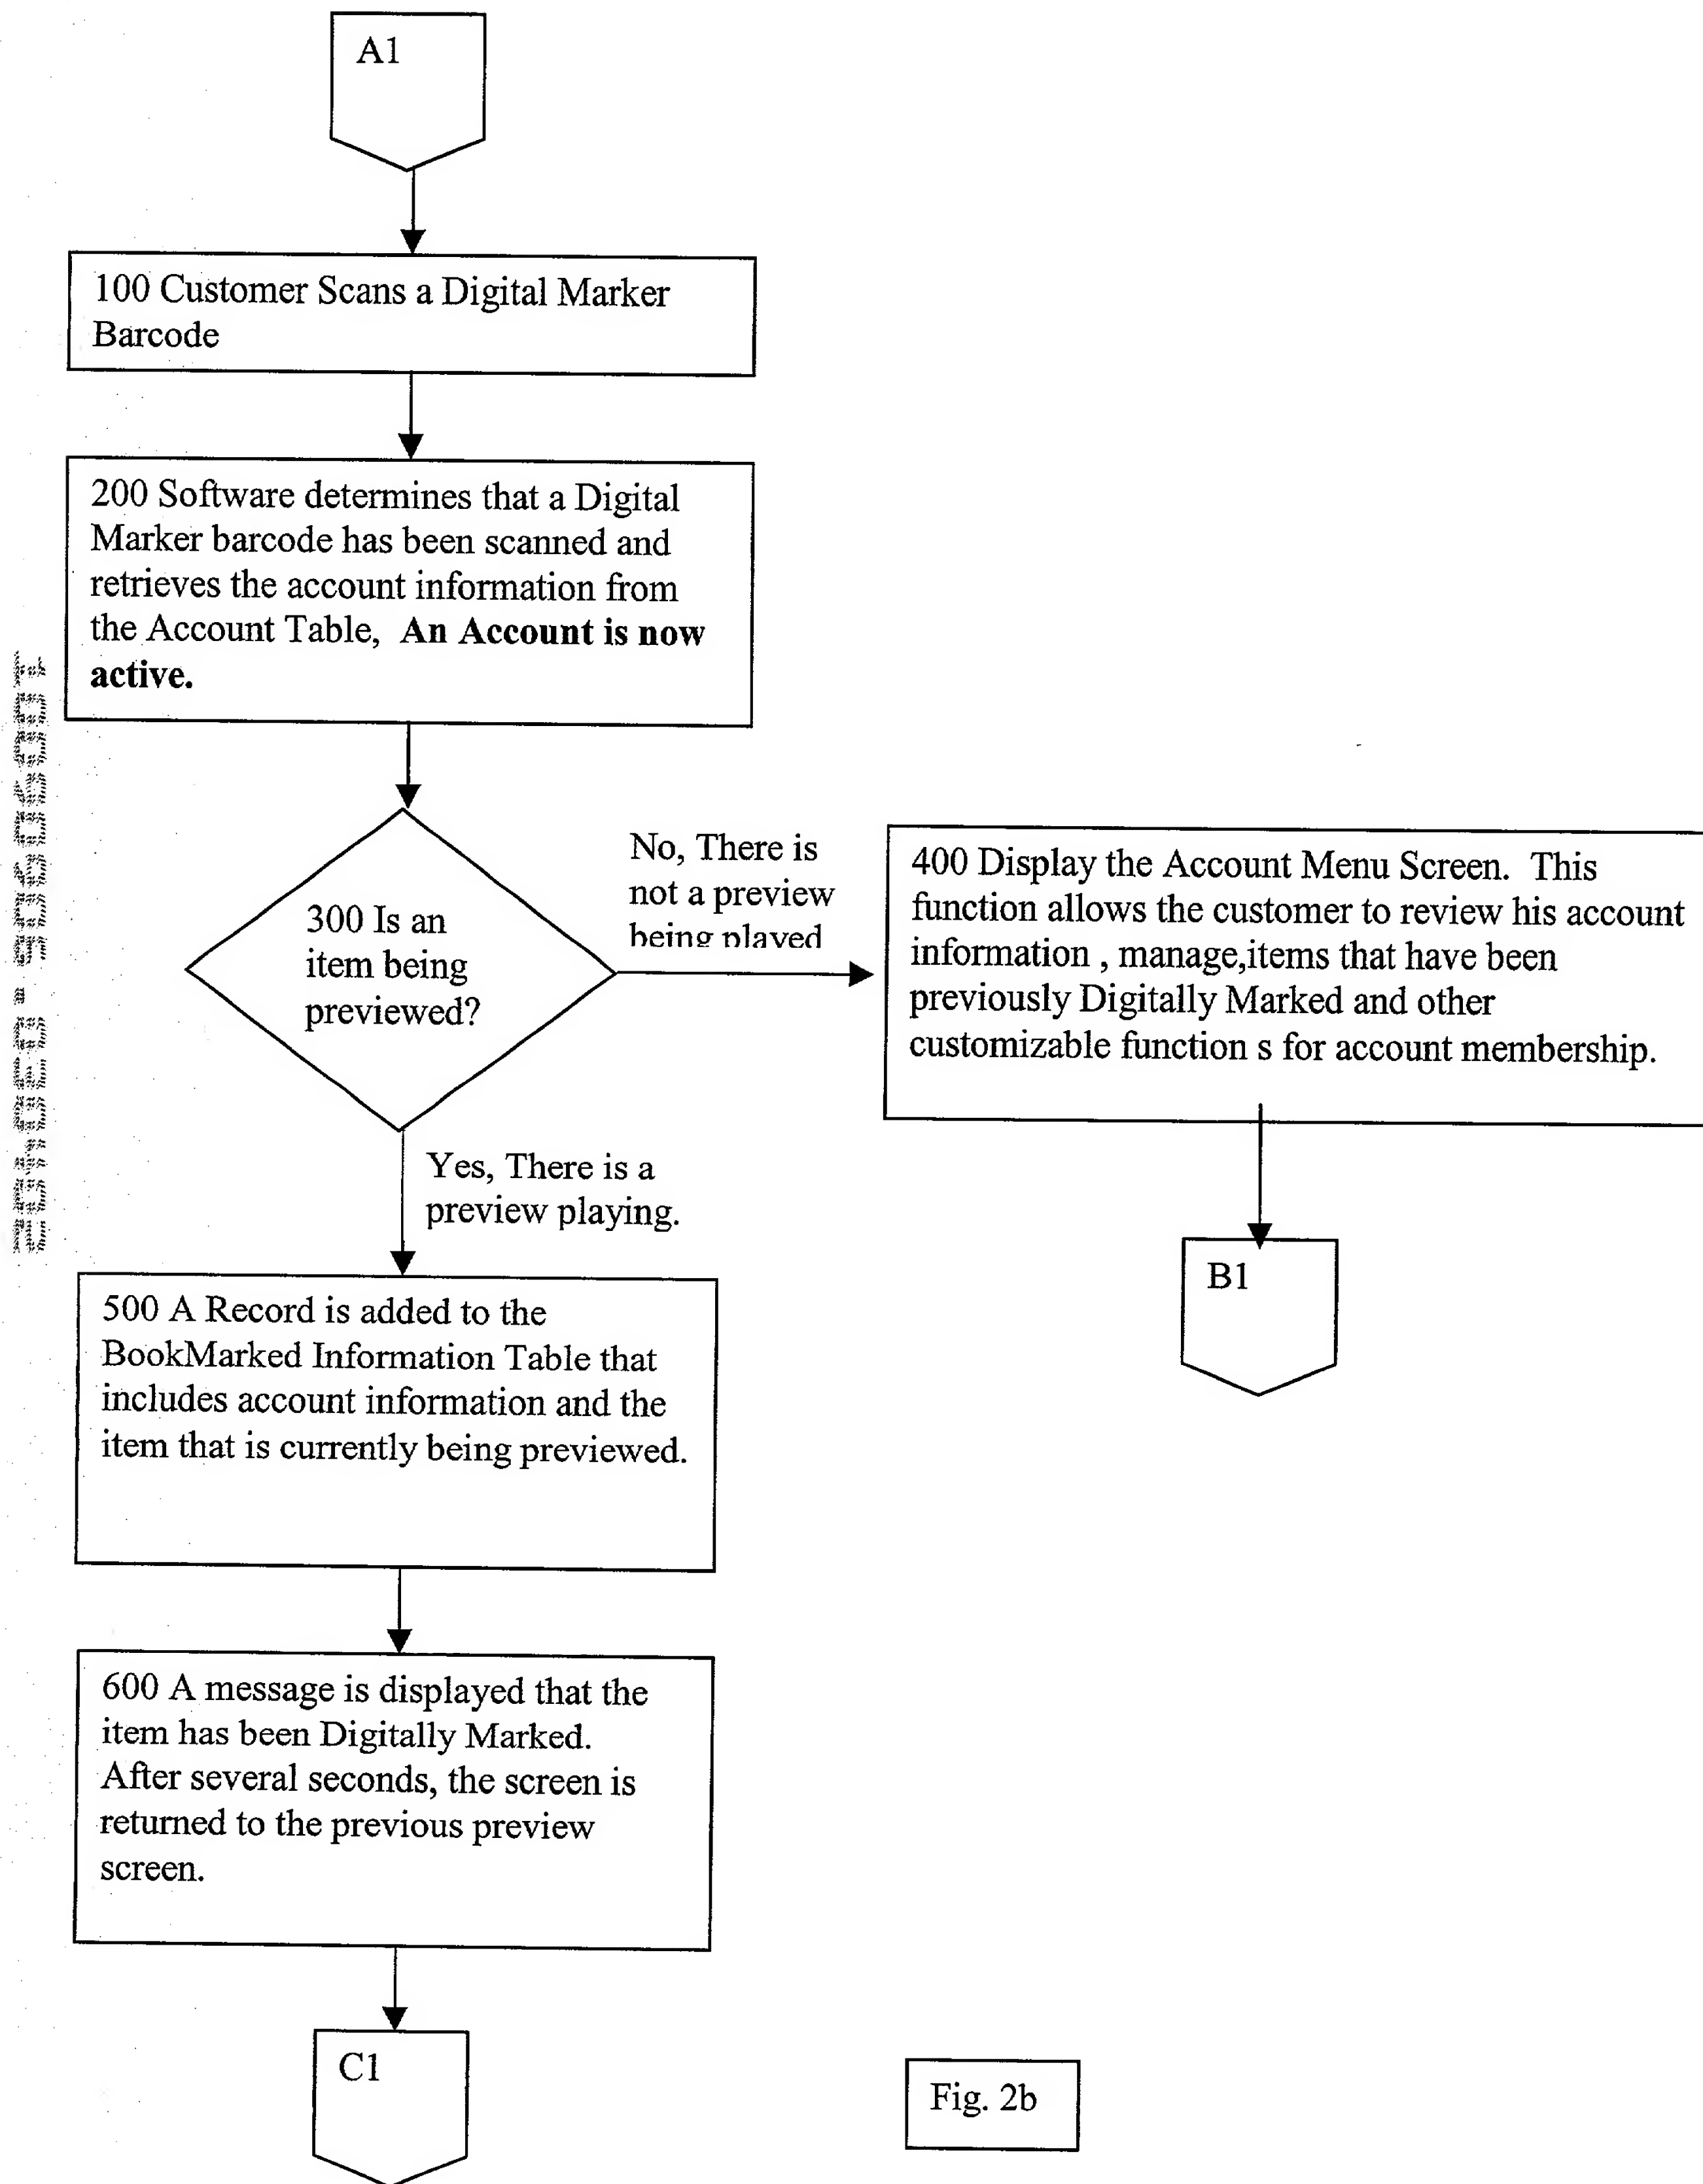 A1
100 Customer Scans a Digital Marker
Barcode
200 Software determines that a Digital
Marker barcode has been scanned and
retrieves the account information from
the Account Table, An Account is now
active.
300 Is an
item being
previewed?
No, There is
not a preview
being played
400 Display the Account Menu Screen. This
function allows the customer to review his account
information , manage,items that have been
previously Digitally Marked and other
customizable function s for account membership.
B1
Yes, There is a
preview playing.
500 A Record is added to the
BookMarked Information Table that
includes account information and the
item that is currently being previewed.
600 A message is displayed that the
item has been Digitally Marked.
After several seconds, the screen is
returned to the previous preview
screen.
C1
Fig. 2b